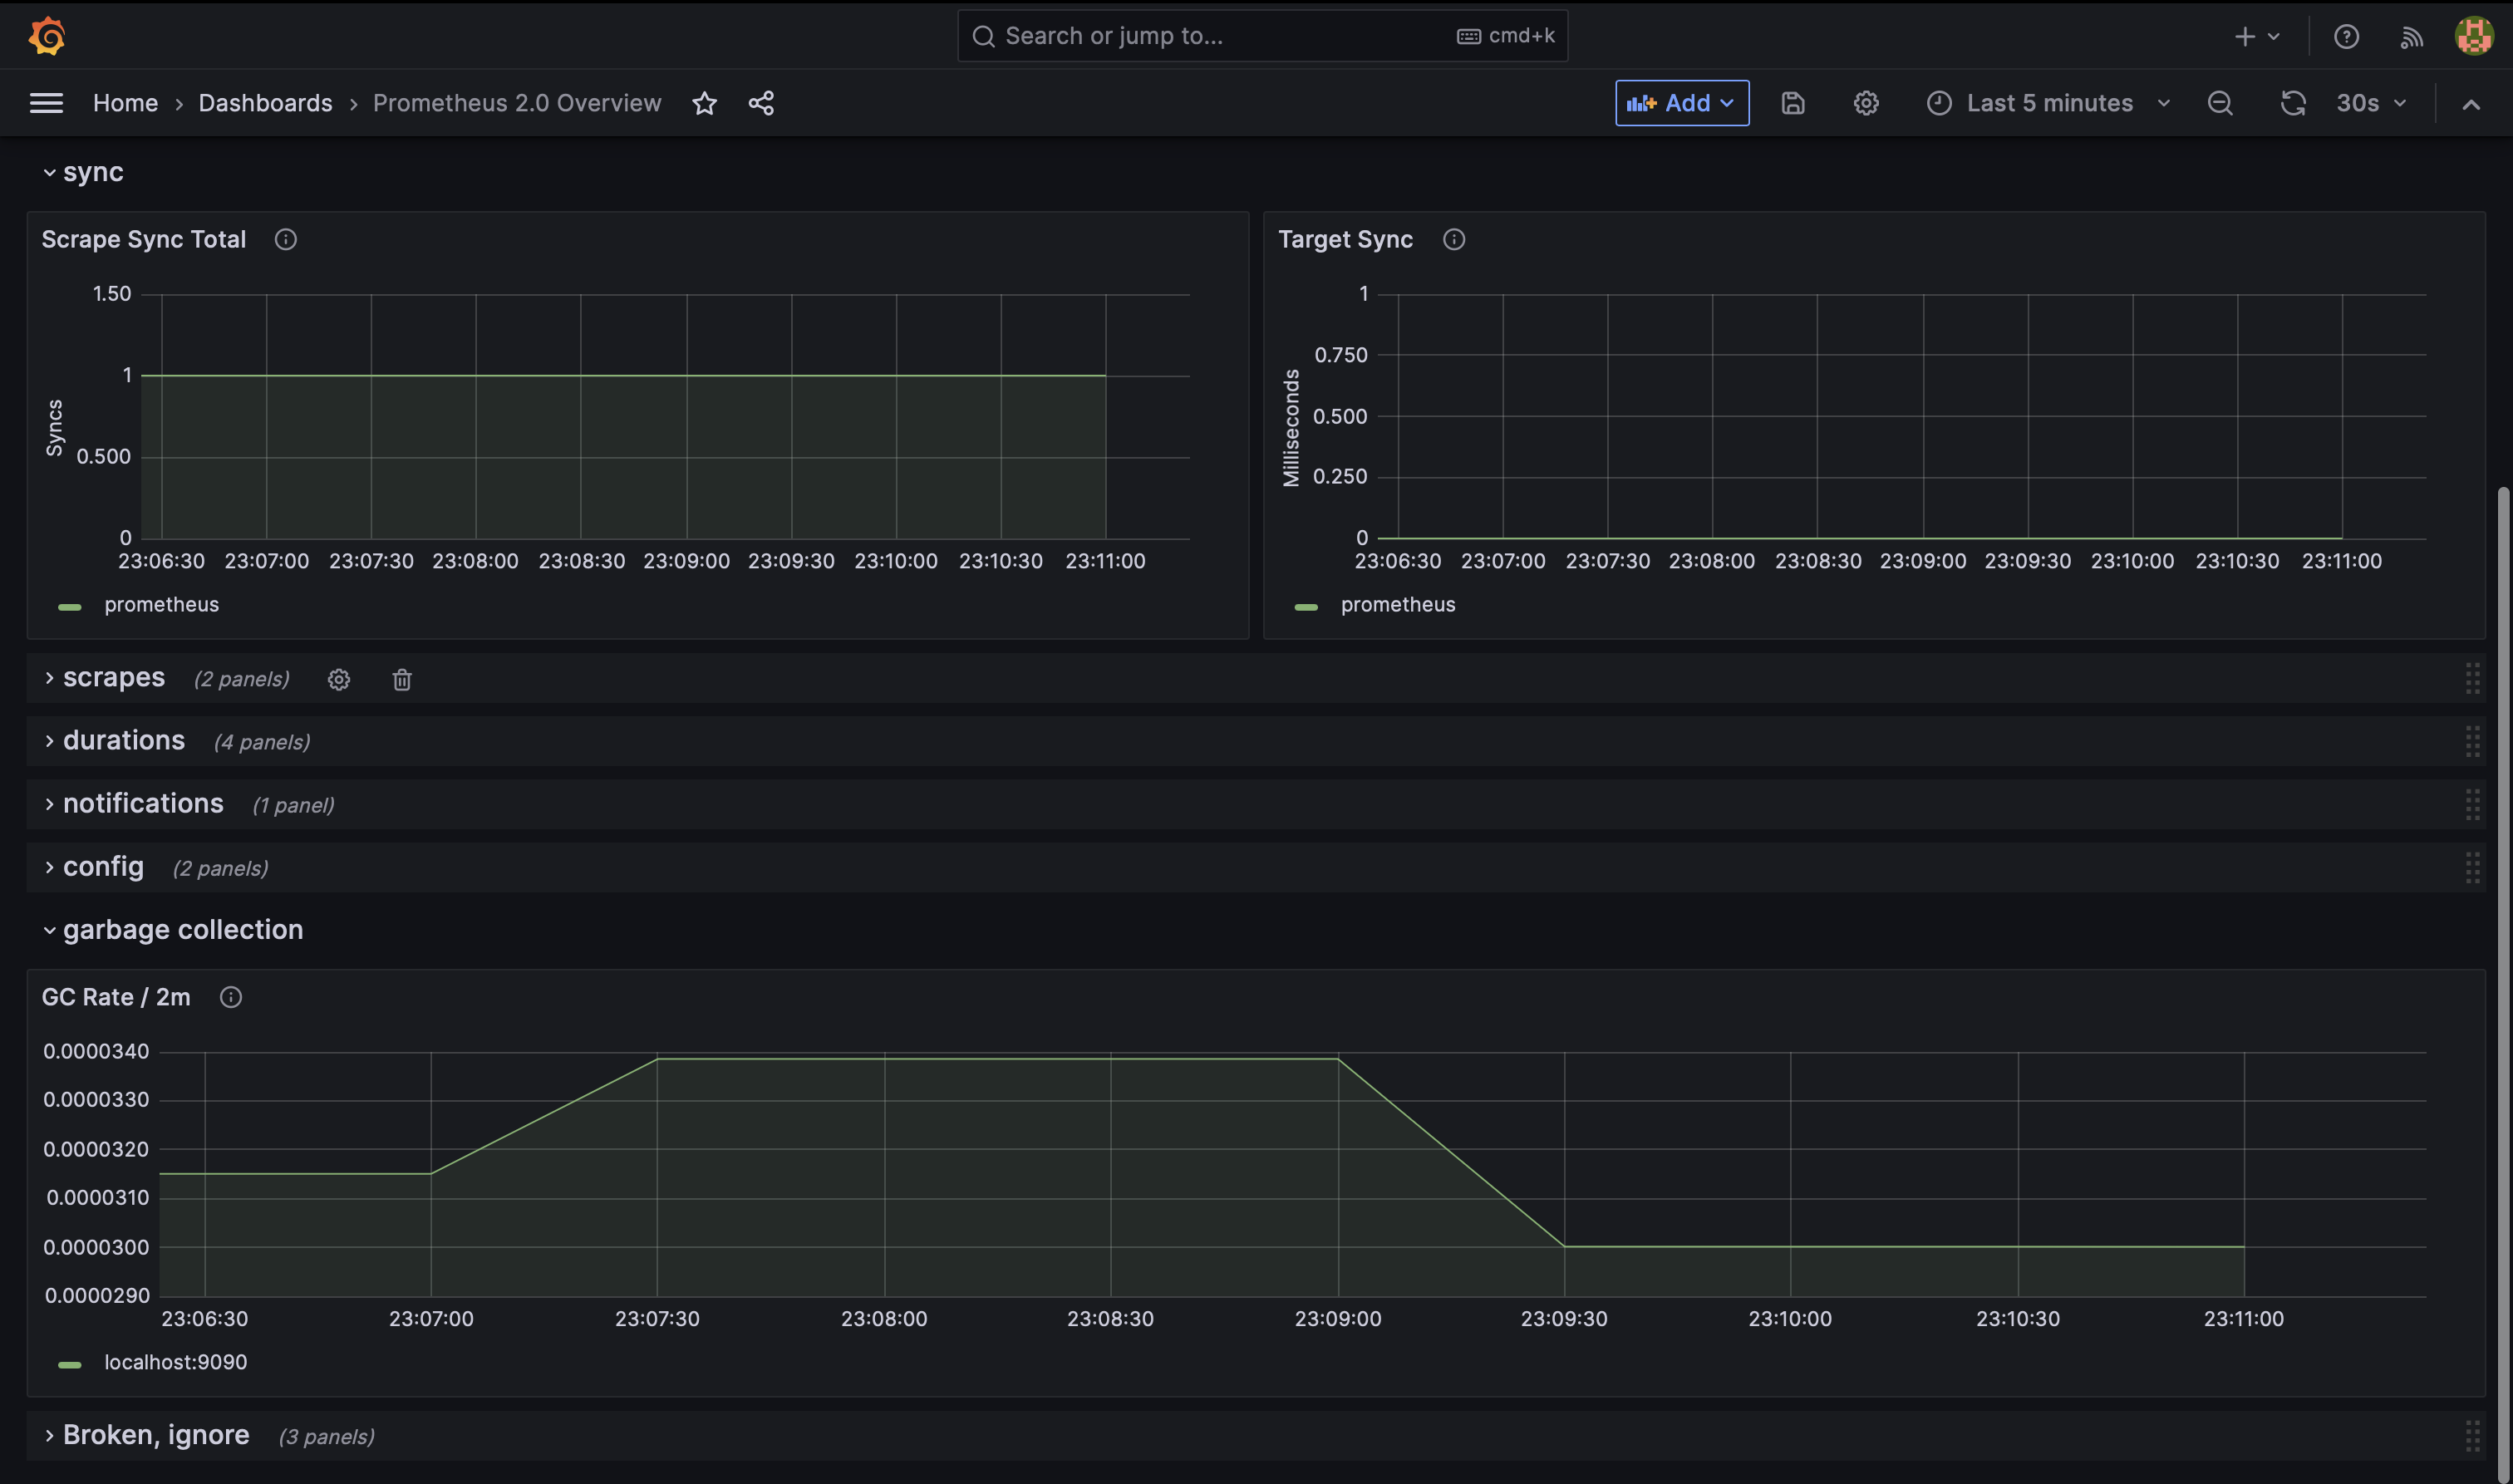 Search or jump to... cmd+k
Home › Dashboards › Prometheus 2.0 Overview Add Last 5 minutes 30s
sync
Scrape Sync Total
1.50
1
0.500
0
Syncs
23:06:30 23:07:00 23:07:30 23:08:00 23:08:30 23:09:00 23:09:30 23:10:00 23:10:30 23:11:00
prometheus
Target Sync
1
0.750
0.500
0.250
0
Milliseconds
23:06:30 23:07:00 23:07:30 23:08:00 23:08:30 23:09:00 23:09:30 23:10:00 23:10:30 23:11:00
prometheus
scrapes (2 panels)
durations (4 panels)
notifications (1 panel)
config (2 panels)
garbage collection
GC Rate / 2m
0.0000340
0.0000330
0.0000320
0.0000310
0.0000300
0.0000290
23:06:30 23:07:00 23:07:30 23:08:00 23:08:30 23:09:00 23:09:30 23:10:00 23:10:30 23:11:00
localhost:9090
Broken, ignore (3 panels)